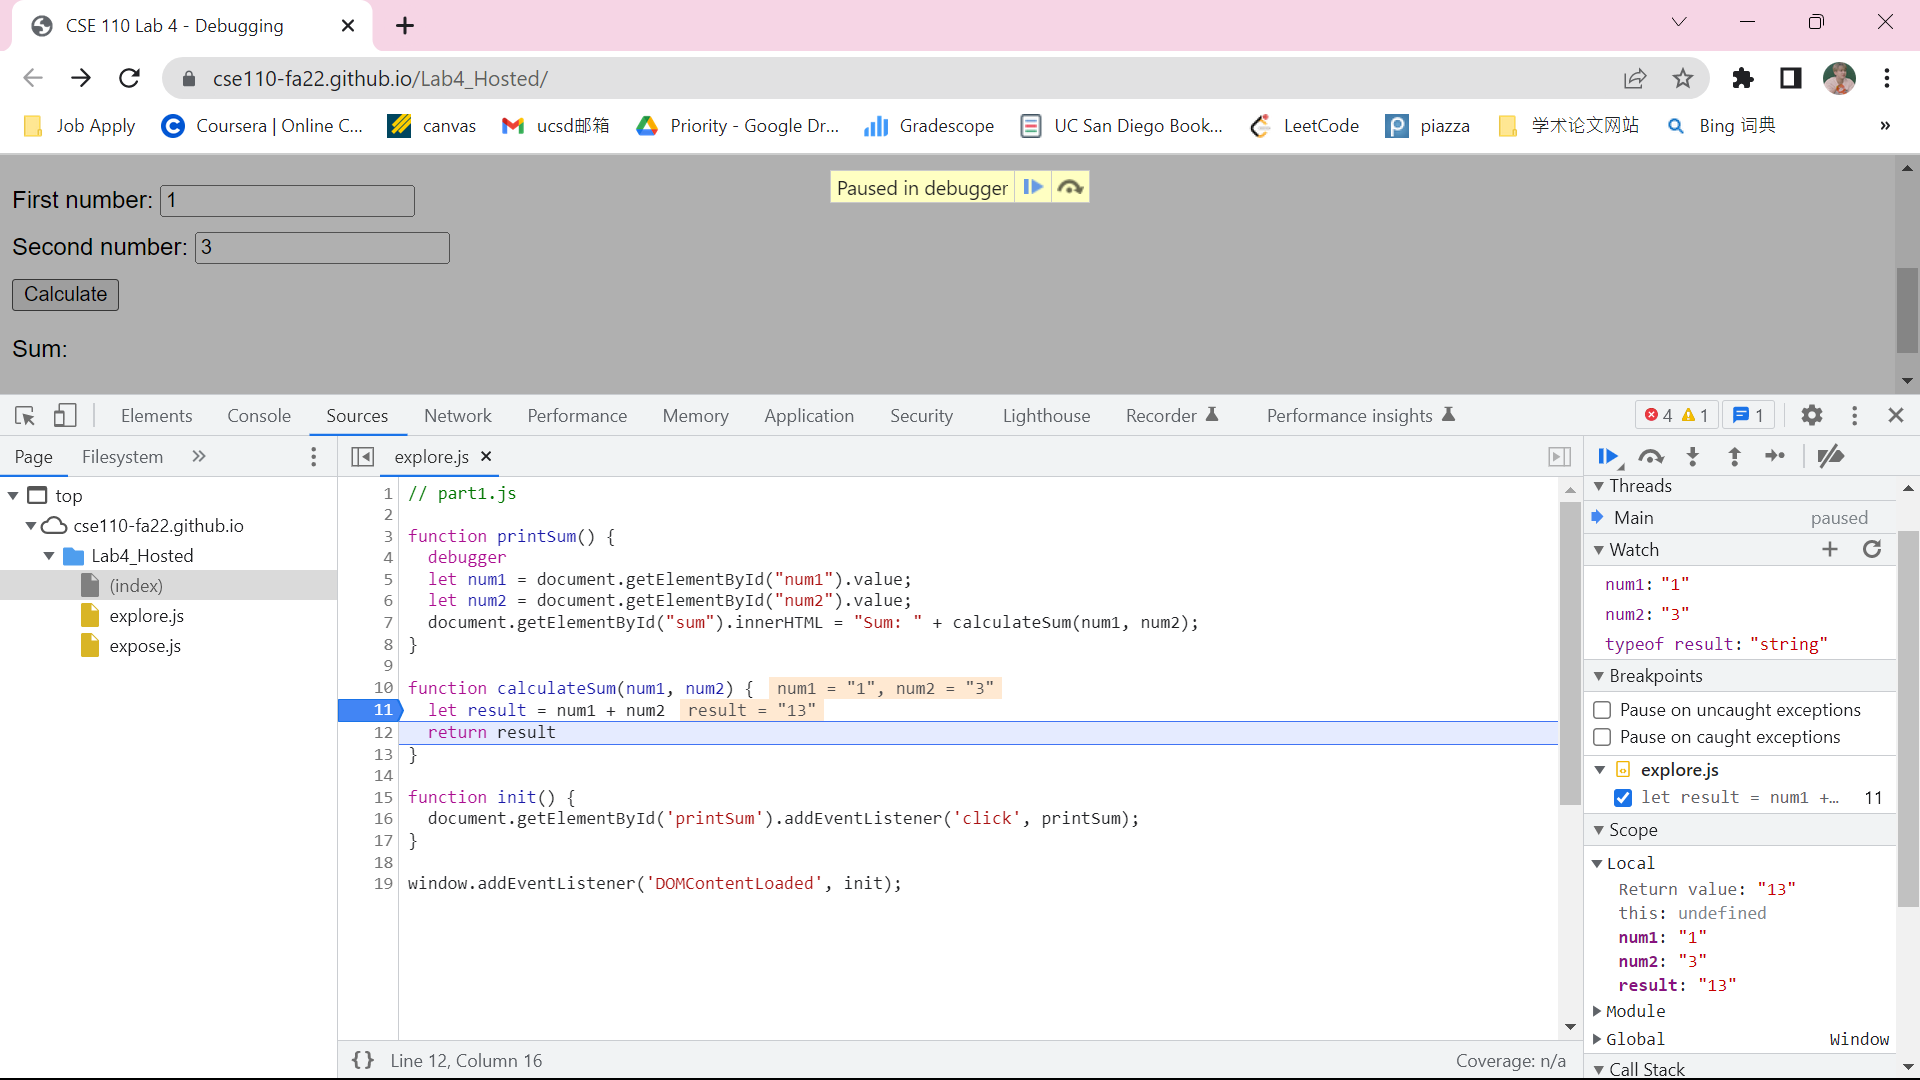 CSE 110 Lab 4 - Debugging
cse110-fa22.github.io/Lab4_Hosted/
Job Apply
Coursera | Online C...
canvas
ucsd邮箱
Priority - Google Dr...
Gradescope
UC San Diego Book...
LeetCode
piazza
学术论文网站
Bing 词典
»
First number: 1
Paused in debugger
Second number: 3
Calculate
Sum:
Elements Console Sources Network Performance Memory Application Security Lighthouse Recorder Performance insights 4 1 1
Page Filesystem »
explore.js
top
cse110-fa22.github.io
Lab4_Hosted
(index)
explore.js
expose.js
1 // part1.js
2
3 function printSum() {
4 debugger
5 let num1 = document.getElementById("num1").value;
6 let num2 = document.getElementById("num2").value;
7 document.getElementById("sum").innerHTML = "Sum: " + calculateSum(num1, num2);
8 }
9
10 function calculateSum(num1, num2) { num1 = "1", num2 = "3"
11 let result = num1 + num2 result = "13"
12 return result
13 }
14
15 function init() {
16 document.getElementById('printSum').addEventListener('click', printSum);
17 }
18
19 window.addEventListener('DOMContentLoaded', init);
{} Line 12, Column 16
Coverage: n/a
Threads
Main paused
Watch
num1: "1"
num2: "3"
typeof result: "string"
Breakpoints
Pause on uncaught exceptions
Pause on caught exceptions
explore.js
let result = num1 +… 11
Scope
Local
Return value: "13"
this: undefined
num1: "1"
num2: "3"
result: "13"
Module
Global Window
Call Stack